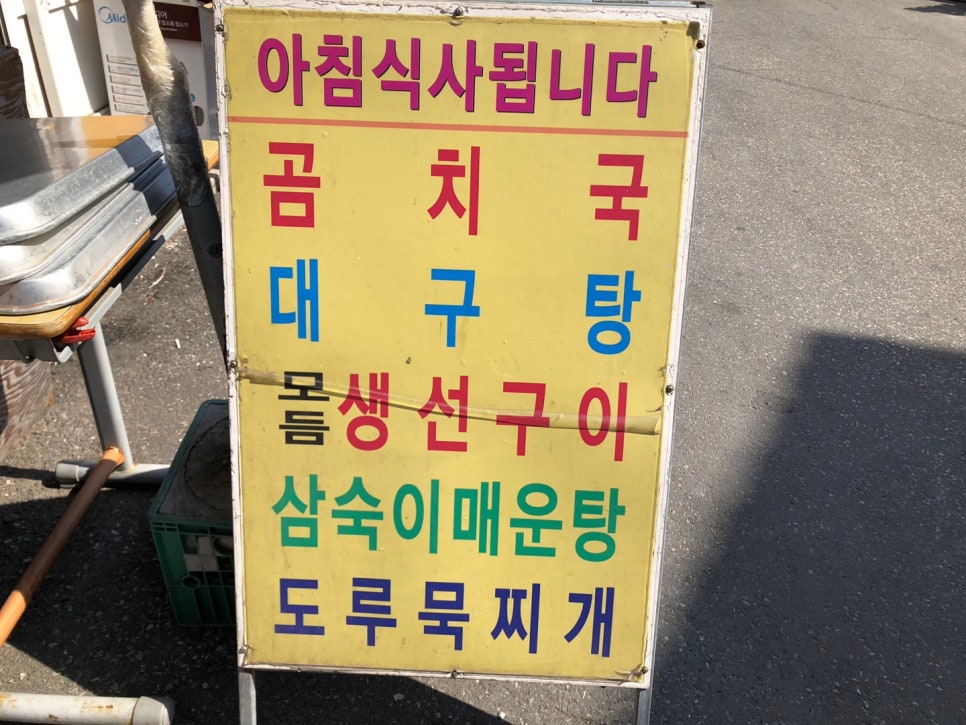 아침식사됩니다
곰치국
대구탕
모듬생선구이
삼숙이매운탕
도루묵찌개